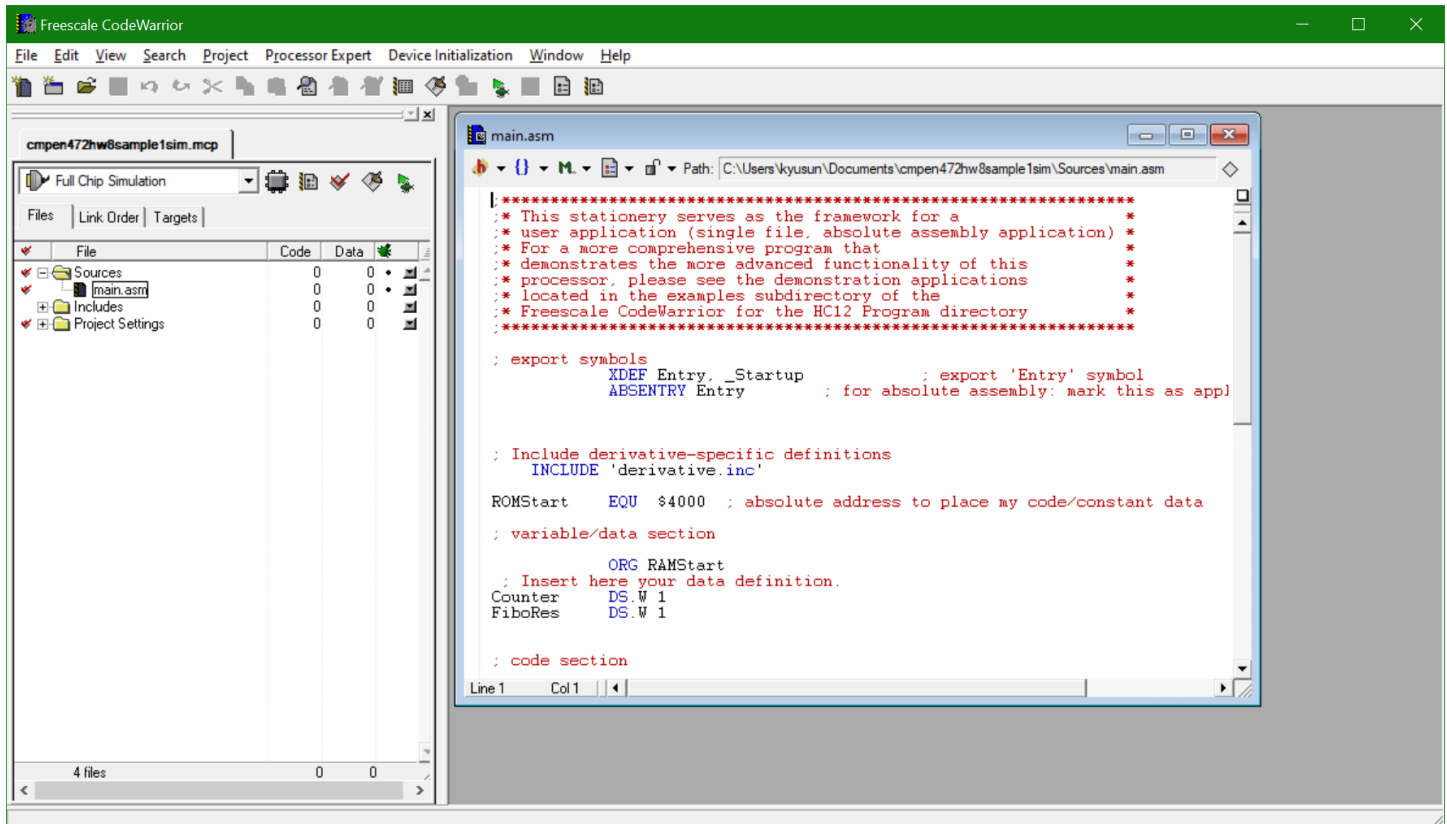 Freescale CodeWarrior
File Edit View Search Project Processor Expert Device Initialization Window Help
cmpen472hw8sample1sim.mcp
Full Chip Simulation
Files Link Order Targets
File Code Data
Sources 0 0
main.asm 0 0
Includes 0 0
Project Settings 0 0
4 files 0 0
main.asm
h {} M. Path: C:\Users\kyusun\Documents\cmpen472hw8sample1sim\Sources\main.asm
;*****************************************************************
;* This stationery serves as the framework for a *
;* user application (single file, absolute assembly application) *
;* For a more comprehensive program that *
;* demonstrates the more advanced functionality of this *
;* processor, please see the demonstration applications *
;* located in the examples subdirectory of the *
;* Freescale CodeWarrior for the HC12 Program directory *
;*****************************************************************
; export symbols
XDEF Entry, _Startup ; export 'Entry' symbol
ABSENTRY Entry ; for absolute assembly: mark this as appl
; Include derivative-specific definitions
INCLUDE 'derivative.inc'
ROMStart EQU $4000 ; absolute address to place my code/constant data
; variable/data section
ORG RAMStart
; Insert here your data definition.
Counter DS.W 1
FiboRes DS.W 1
; code section
Line 1 Col 1